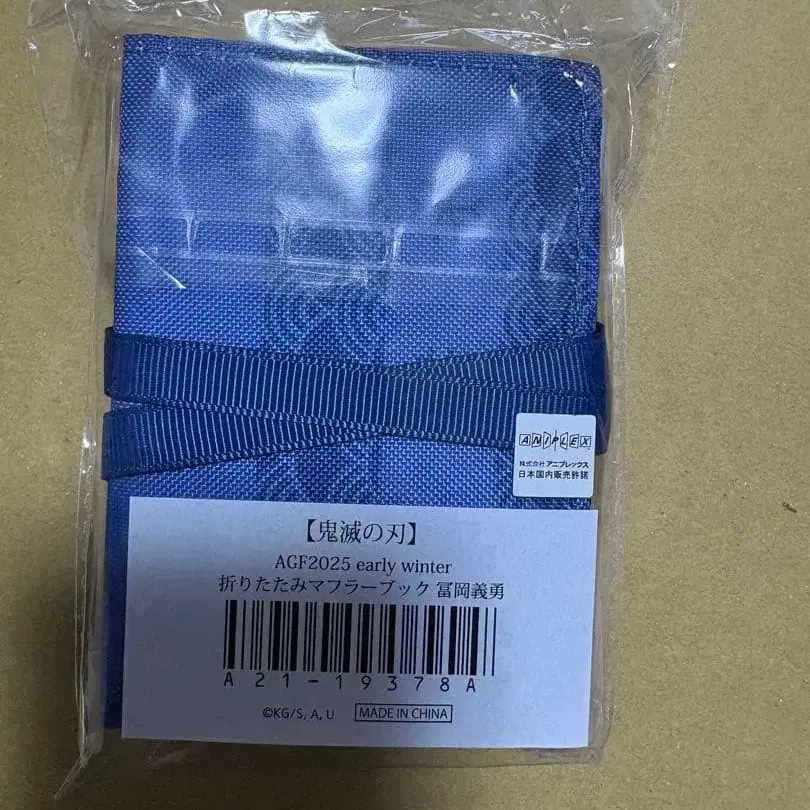 ANIPLEX
株式会社アニプレックス
日本国内販売許諾
【鬼滅の刃】
AGF2025 early winter
折りたたみマフラーブック 冨岡義勇
A21-19378A
©KG/S, A, U MADE IN CHINA